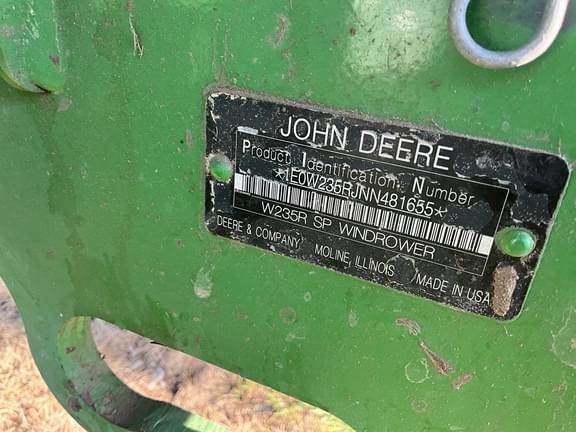 JOHN DEERE
Product Identification Number
*1E0W235RJNN481655*
W235R SP WINDROWER
DEERE & COMPANY MOLINE, ILLINOIS MADE IN USA